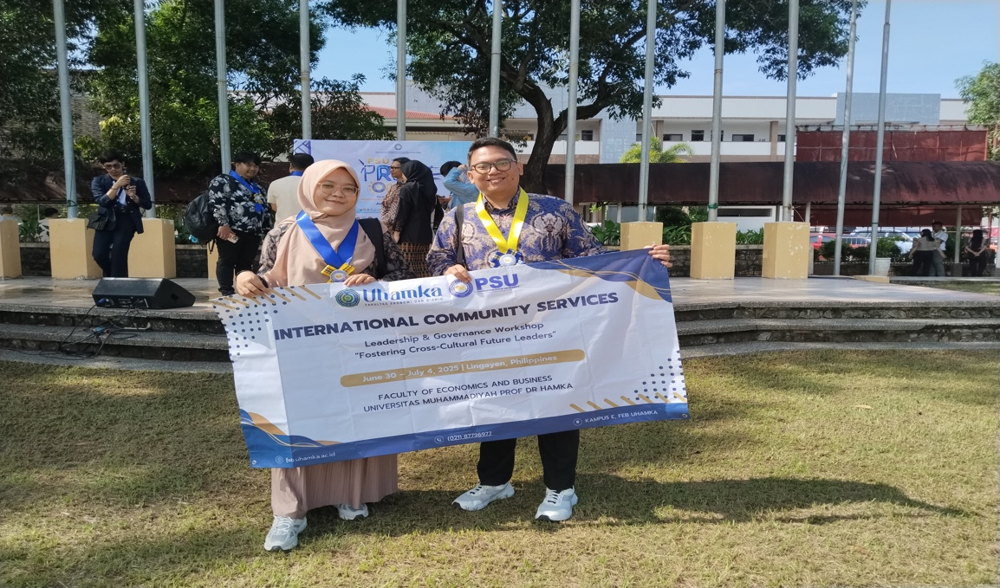 PSU
PR
Uhamka
FAKULTAS EKONOMI DAN BISNIS
PSU
INTERNATIONAL COMMUNITY SERVICES
Leadership & Governance Workshop
"Fostering Cross-Cultural Future Leaders"
June 30 – July 4, 2025 | Lingayen, Philippines
FACULTY OF ECONOMICS AND BUSINESS
UNIVERSITAS MUHAMMADIYAH PROF DR HAMKA
feb.uhamka.ac.id
(021) 87796977
KAMPUS E, FEB UHAMKA